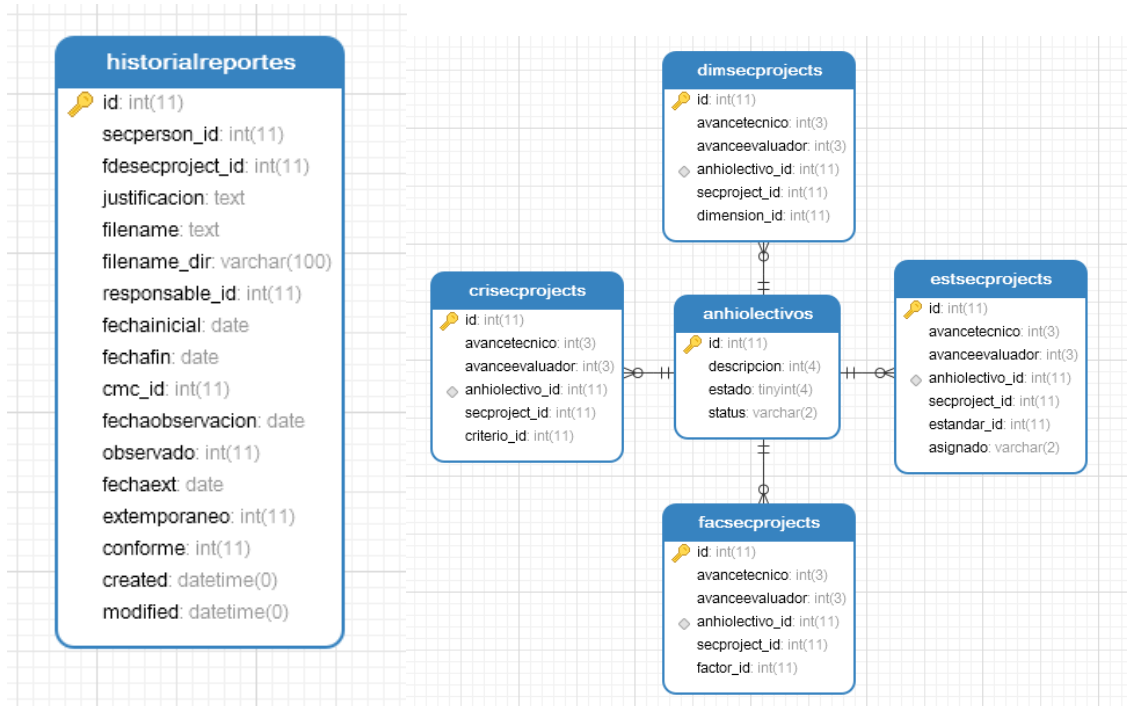 historialreportes
id: int(11)
secperson_id: int(11)
fdesecproject_id: int(11)
justificacion: text
filename: text
filename_dir: varchar(100)
responsable_id: int(11)
fechainicial: date
fechafin: date
cmc_id: int(11)
fechaobservacion: date
observado: int(11)
fechaext: date
extemporaneo: int(11)
conforme: int(11)
created: datetime(0)
modified: datetime(0)
dimsecprojects
id: int(11)
avancetecnico: int(3)
avanceevaluador: int(3)
anhiolectivo_id: int(11)
secproject_id: int(11)
dimension_id: int(11)
crisecprojects
id: int(11)
avancetecnico: int(3)
avanceevaluador: int(3)
anhiolectivo_id: int(11)
secproject_id: int(11)
criterio_id: int(11)
anhiolectivos
id: int(11)
descripcion: int(4)
estado: tinyint(4)
status: varchar(2)
estsecprojects
id: int(11)
avancetecnico: int(3)
avanceevaluador: int(3)
anhiolectivo_id: int(11)
secproject_id: int(11)
estandar_id: int(11)
asignado: varchar(2)
facsecprojects
id: int(11)
avancetecnico: int(3)
avanceevaluador: int(3)
anhiolectivo_id: int(11)
secproject_id: int(11)
factor_id: int(11)